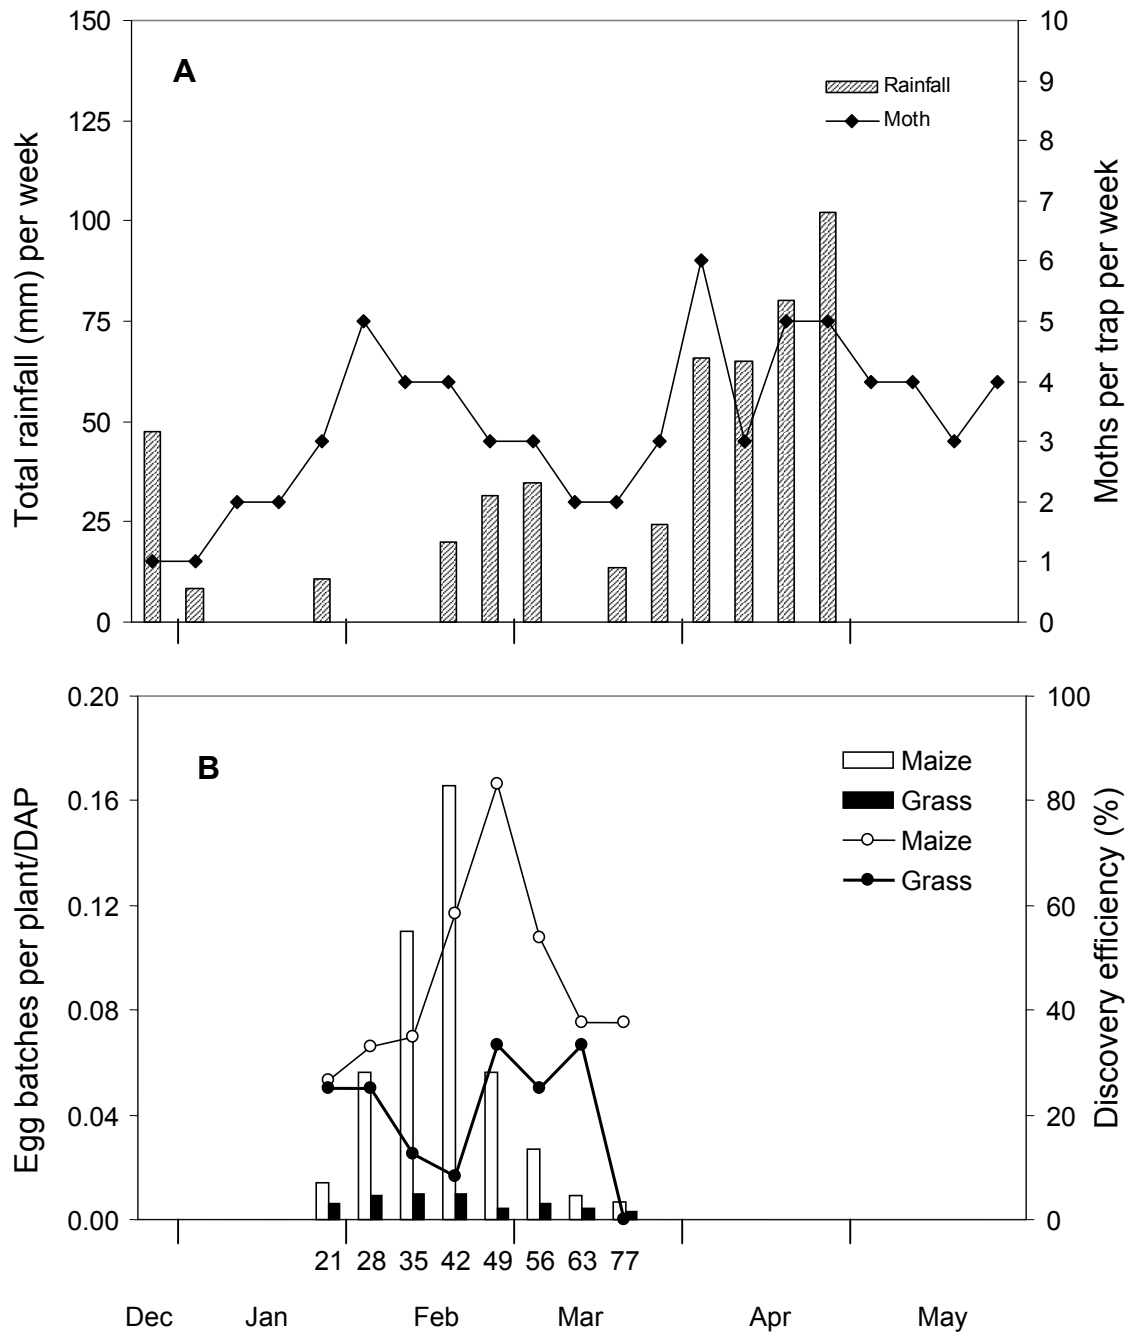 A
Total rainfall (mm) per week
150
125
100
75
50
25
0
Rainfall
Moth
10
9
8
7
6
5
4
3
2
1
0
Moths per trap per week
B
Egg batches per plant/DAP
0.20
0.16
0.12
0.08
0.04
0.00
Maize
Grass
Maize
Grass
100
80
60
40
20
0
Discovery efficiency (%)
21 28 35 42 49 56 63 77
Dec Jan Feb Mar Apr May